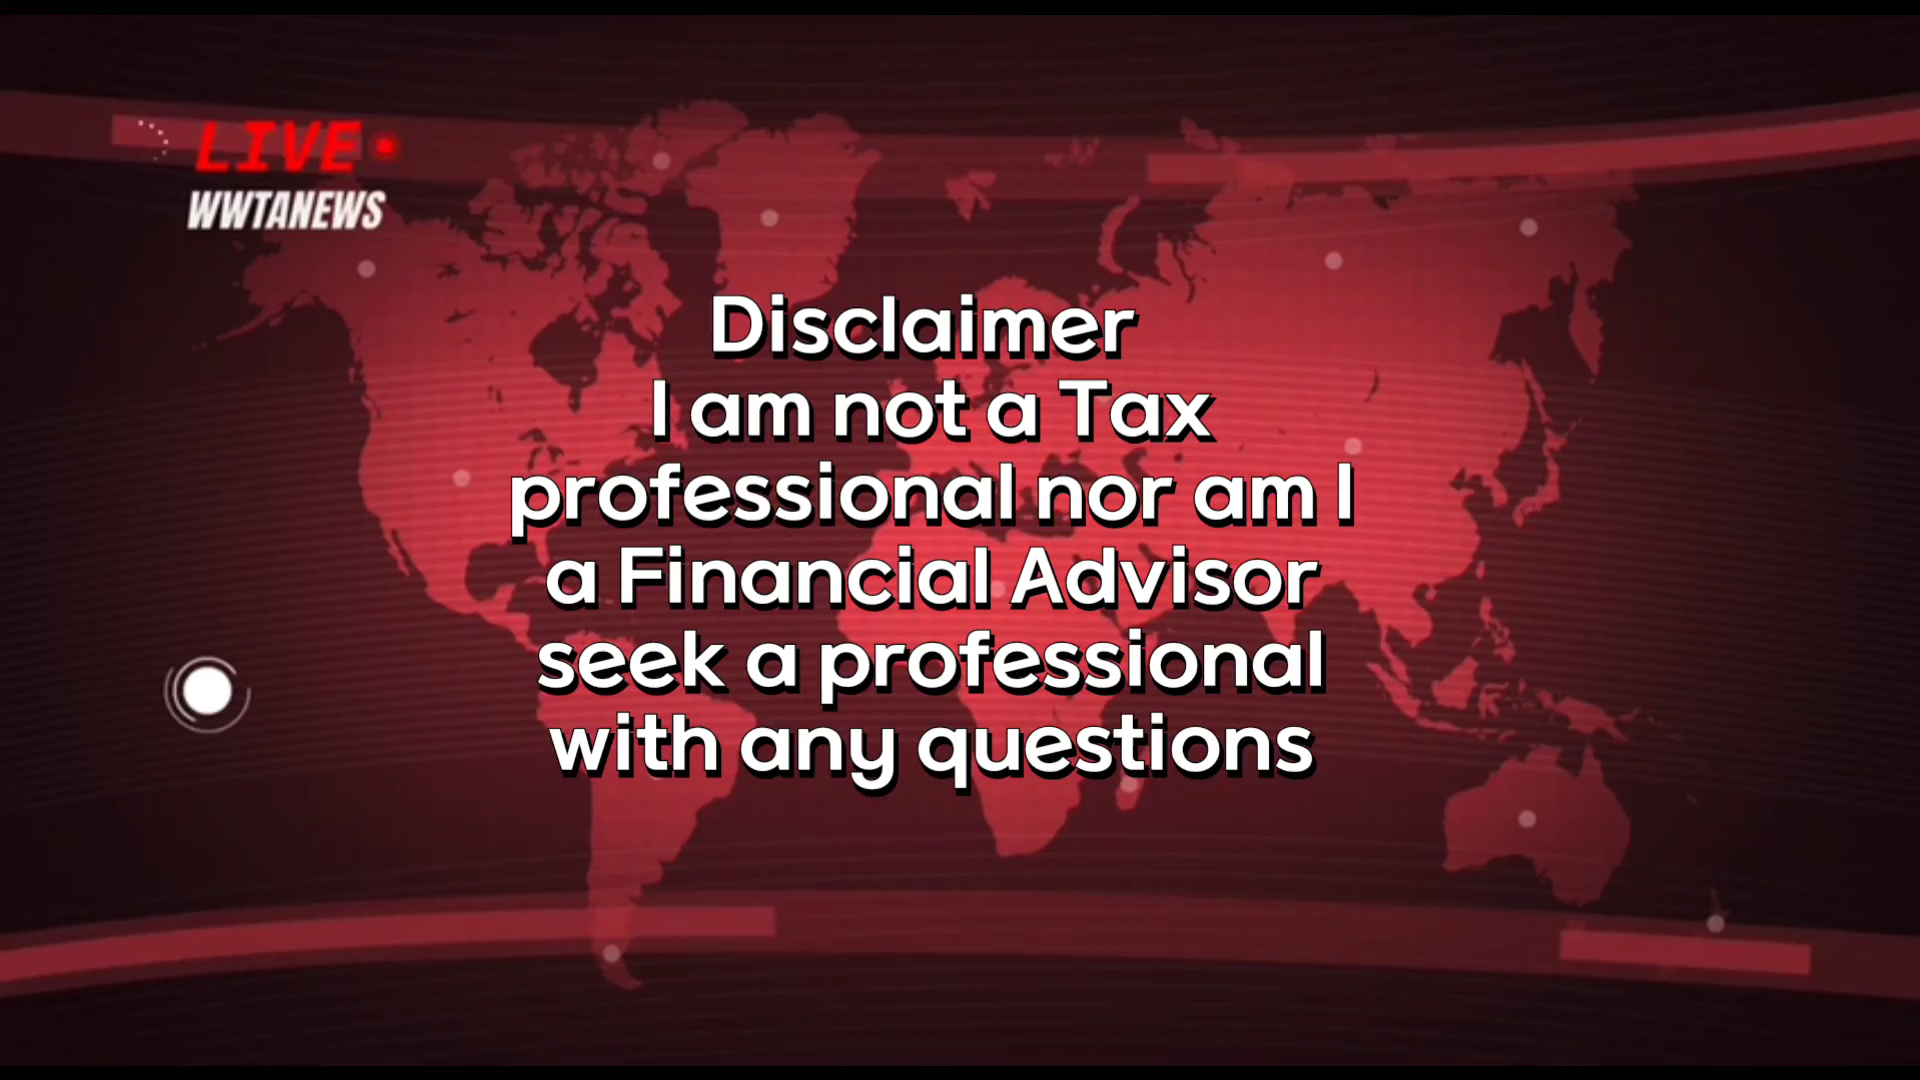 LIVE
WWTANEWS
Disclaimer
I am not a Tax
professional nor am I
a Financial Advisor
seek a professional
with any questions